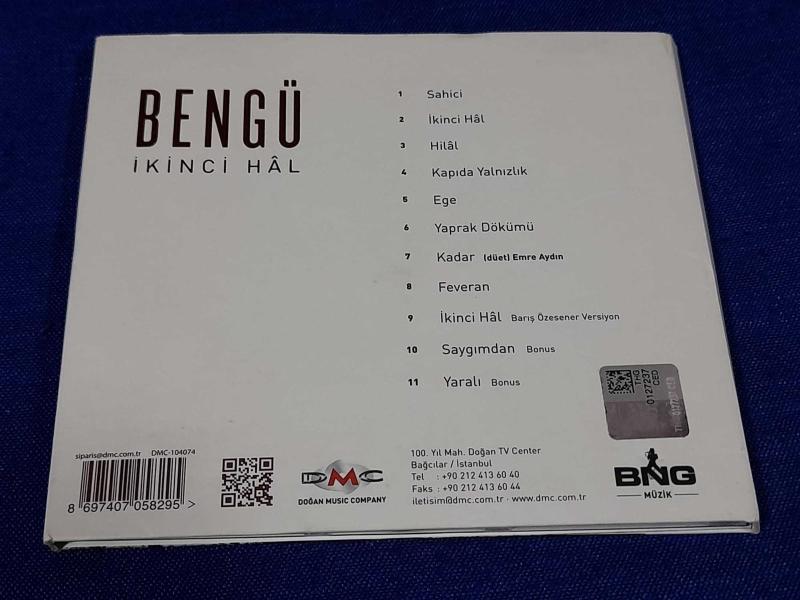 BENGÜ
İKİNCİ HÂL
1 Sahici
2 İkinci Hâl
3 Hilâl
4 Kapıda Yalnızlık
5 Ege
6 Yaprak Dökümü
7 Kadar (düet) Emre Aydın
8 Feveran
9 İkinci Hâl Barış Özesener Versiyon
10 Saygımdan Bonus
11 Yaralı Bonus
THG
0127237
CED
siparis@dmc.com.tr DMC-104074
8 697407 058295 >
DMC
DOĞAN MUSIC COMPANY
100. Yıl Mah. Doğan TV Center
Bağcılar / İstanbul
Tel : +90 212 413 60 40
Faks : +90 212 413 60 44
iletisim@dmc.com.tr · www.dmc.com.tr
BNG
MÜZİK